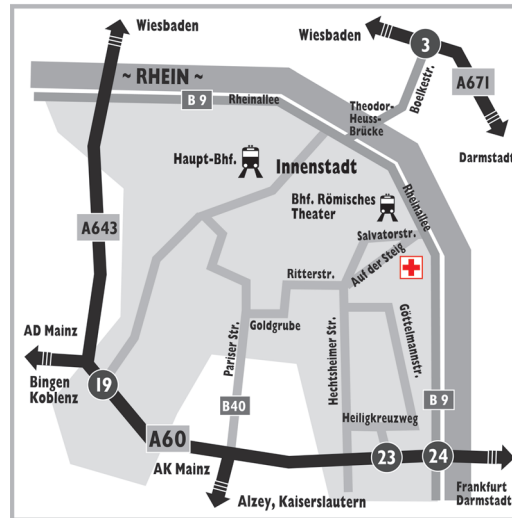 Wiesbaden
Wiesbaden
3
~ RHEIN ~
Boelkestr.
A671
B 9
Rheinallee
Theodor-
Heuss-
Brücke
Darmstadt
Haupt-Bhf.
Innenstadt
Bhf. Römisches
Theater
Rheinallee
A643
Salvatorstr.
Auf der Steig
Ritterstr.
Goldgrube
Pariser Str.
Hechtsheimer Str.
Göttelmannstr.
AD Mainz
Bingen
Koblenz
19
B40
B 9
Heiligkreuzweg
A60
23
24
AK Mainz
Alzey, Kaiserslautern
Frankfurt
Darmstadt